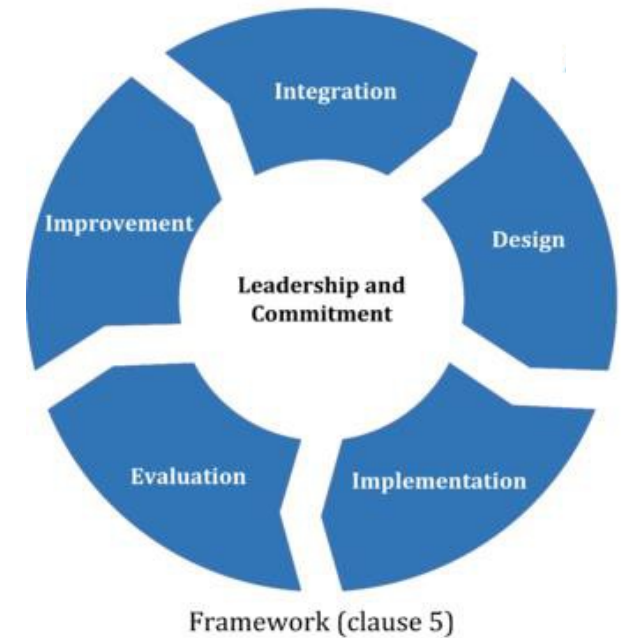 Integration
Design
Implementation
Evaluation
Improvement
Leadership and
Commitment
Framework (clause 5)